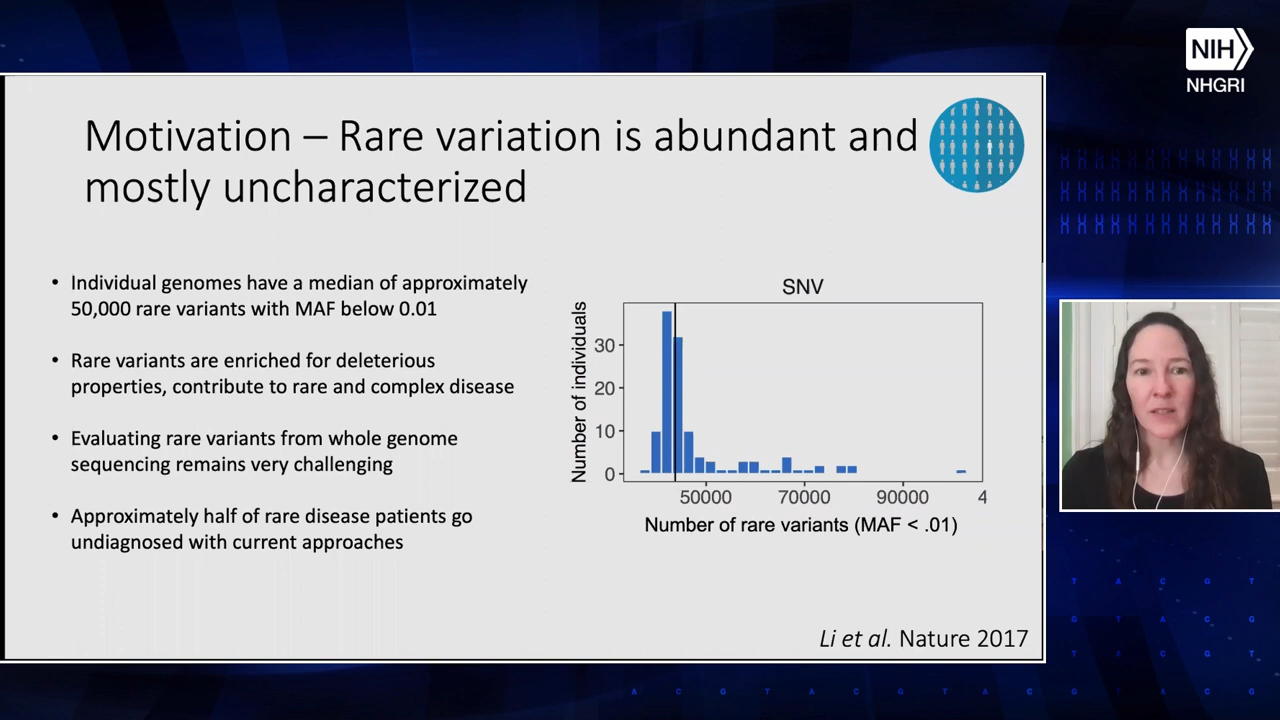 NIH
NHGRI
Motivation – Rare variation is abundant and
mostly uncharacterized
• Individual genomes have a median of approximately
50,000 rare variants with MAF below 0.01
• Rare variants are enriched for deleterious
properties, contribute to rare and complex disease
• Evaluating rare variants from whole genome
sequencing remains very challenging
• Approximately half of rare disease patients go
undiagnosed with current approaches
SNV
Number of individuals
30
20
10
0
50000 70000 90000 4
Number of rare variants (MAF < .01)
Li et al. Nature 2017
T A C G T
G T A C G
T A C G T
A C G T A C G T A C G T A C G